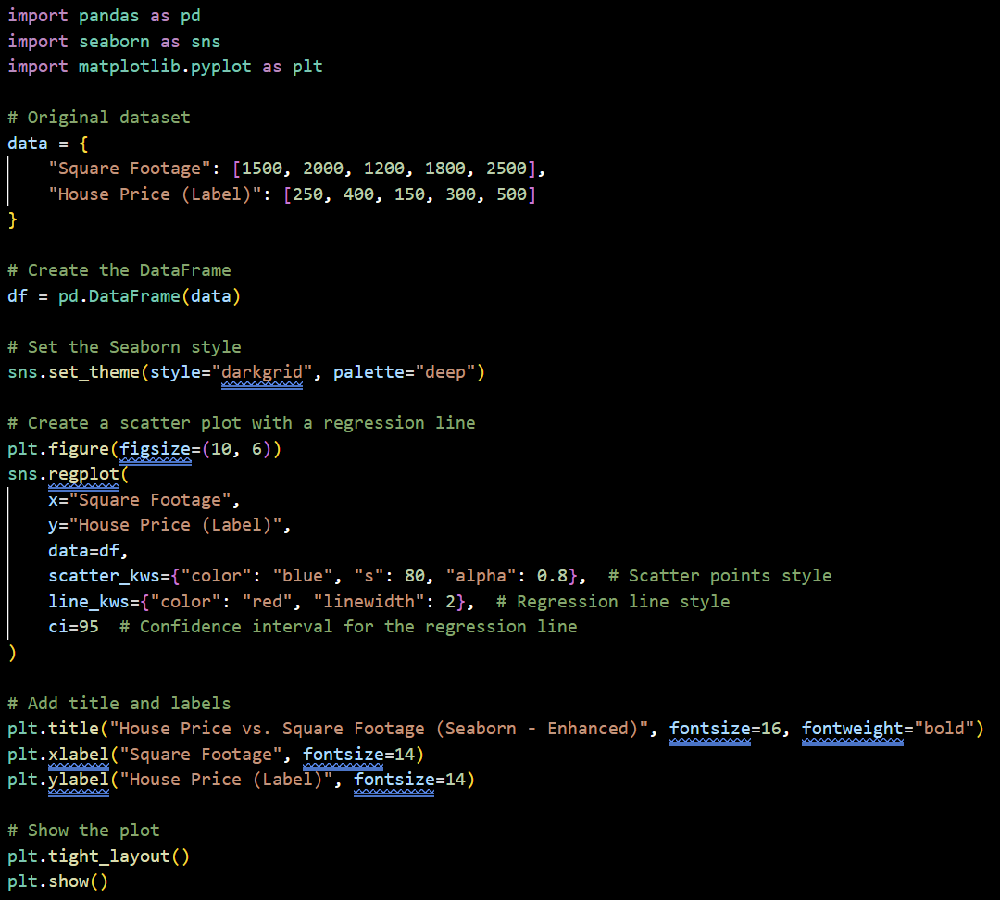 import pandas as pd
import seaborn as sns
import matplotlib.pyplot as plt

# Original dataset
data = {
    "Square Footage": [1500, 2000, 1200, 1800, 2500],
    "House Price (Label)": [250, 400, 150, 300, 500]
}

# Create the DataFrame
df = pd.DataFrame(data)

# Set the Seaborn style
sns.set_theme(style="darkgrid", palette="deep")

# Create a scatter plot with a regression line
plt.figure(figsize=(10, 6))
sns.regplot(
    x="Square Footage",
    y="House Price (Label)",
    data=df,
    scatter_kws={"color": "blue", "s": 80, "alpha": 0.8},  # Scatter points style
    line_kws={"color": "red", "linewidth": 2},  # Regression line style
    ci=95  # Confidence interval for the regression line
)

# Add title and labels
plt.title("House Price vs. Square Footage (Seaborn - Enhanced)", fontsize=16, fontweight="bold")
plt.xlabel("Square Footage", fontsize=14)
plt.ylabel("House Price (Label)", fontsize=14)

# Show the plot
plt.tight_layout()
plt.show()